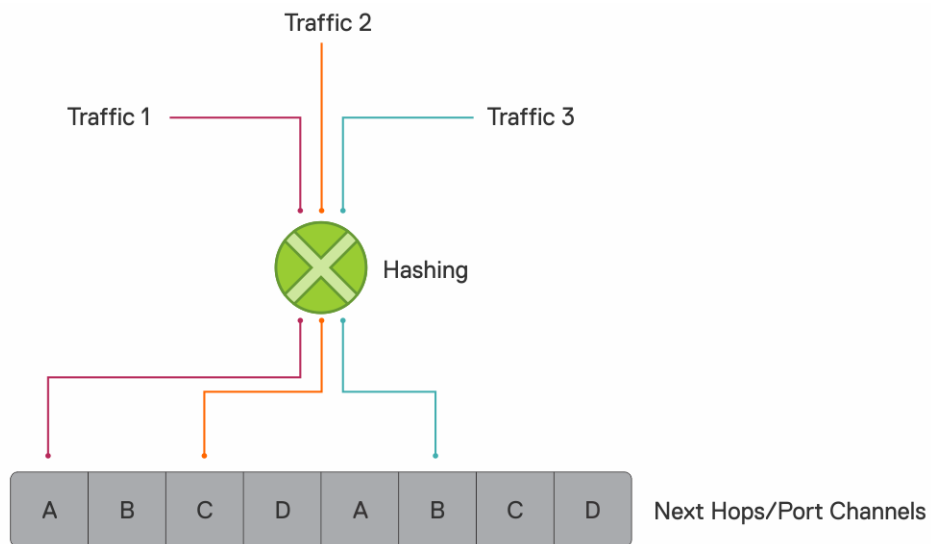 Traffic 2
Traffic 1
Traffic 3
Hashing
A B C D A B C D
Next Hops/Port Channels